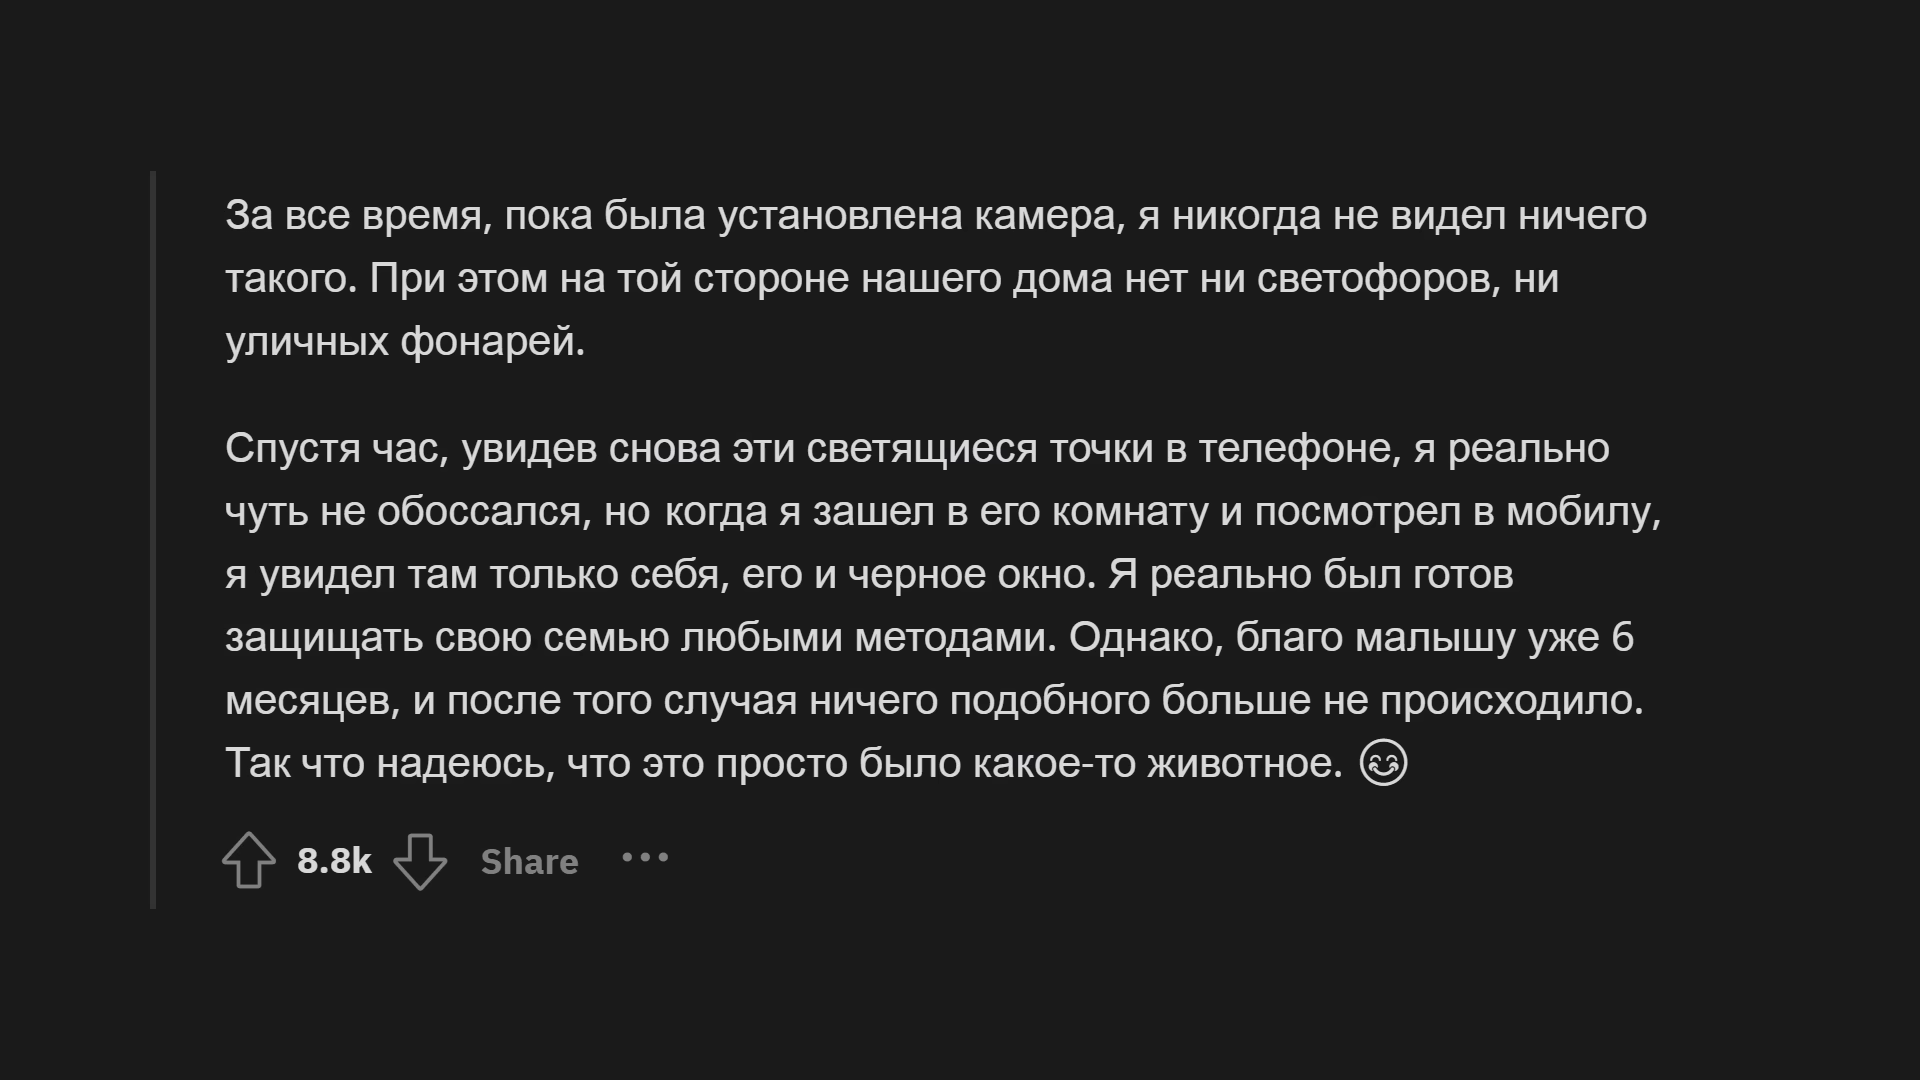 За все время, пока была установлена камера, я никогда не видел ничего
такого. При этом на той стороне нашего дома нет ни светофоров, ни
уличных фонарей.
Спустя час, увидев снова эти светящиеся точки в телефоне, я реально
чуть не обоссался, но когда я зашел в его комнату и посмотрел в мобилу,
я увидел там только себя, его и черное окно. Я реально был готов
защищать свою семью любыми методами. Однако, благо малышу уже 6
месяцев, и после того случая ничего подобного больше не происходило.
Так что надеюсь, что это просто было какое-то животное. 😊
8.8k Share ···